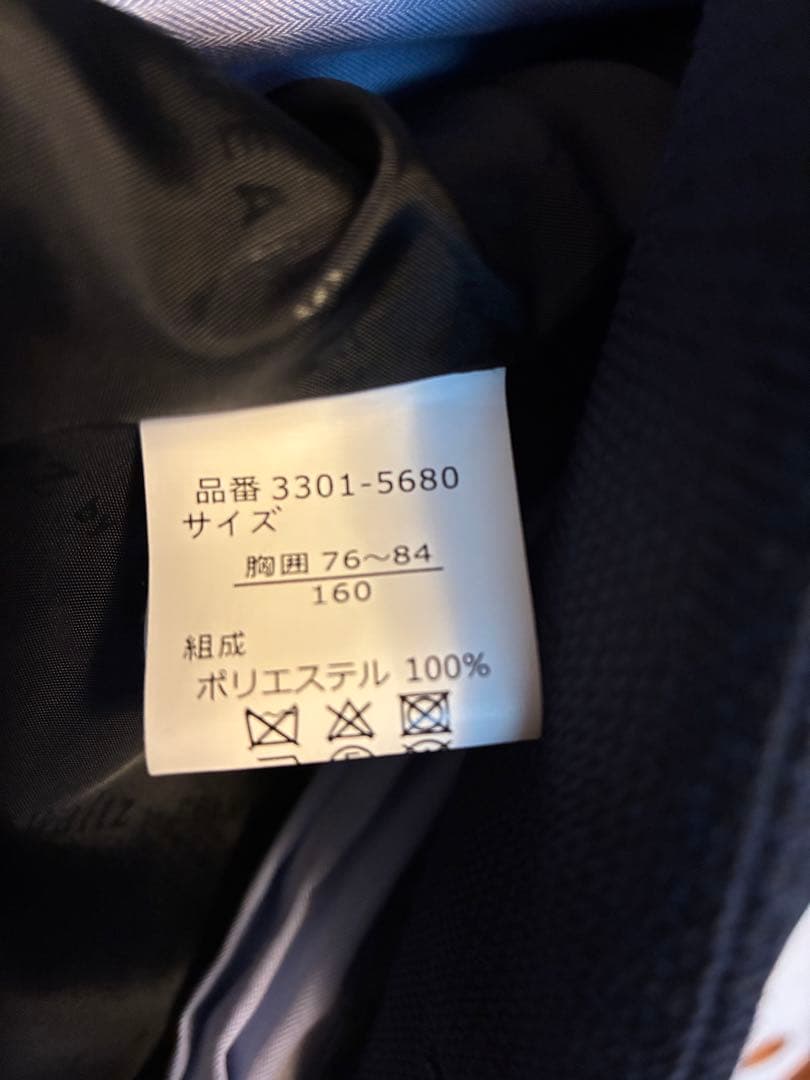 品番 3301-5680
サイズ
胸囲 76〜84
160
組成
ポリエステル 100%